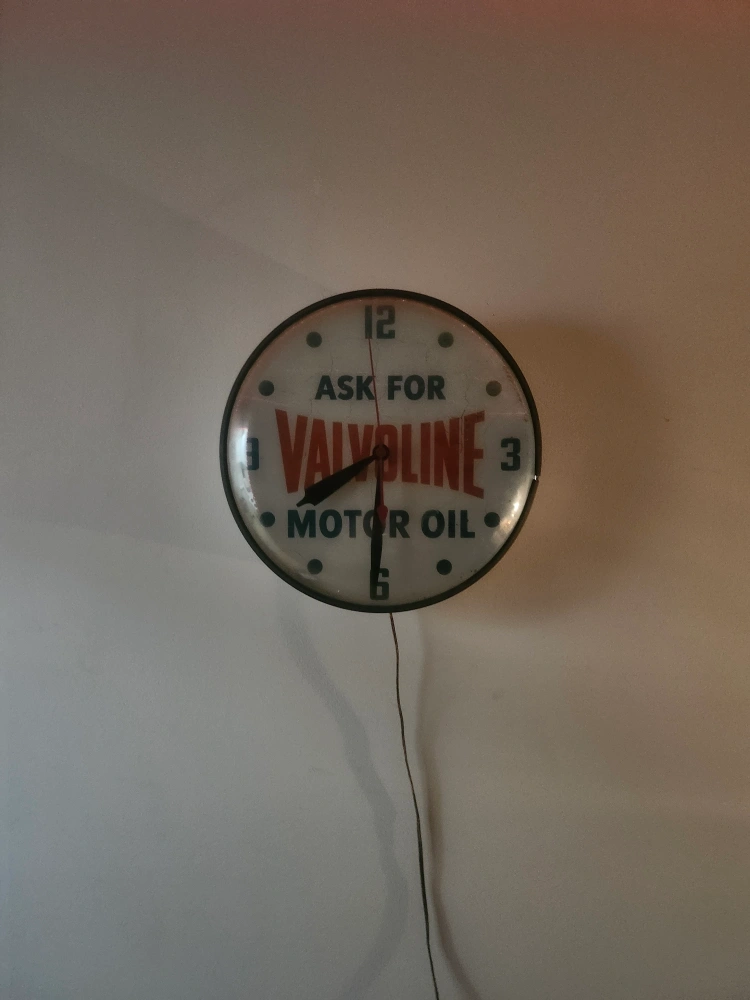 12
ASK FOR
VALVOLINE
9 3
MOTOR OIL
6